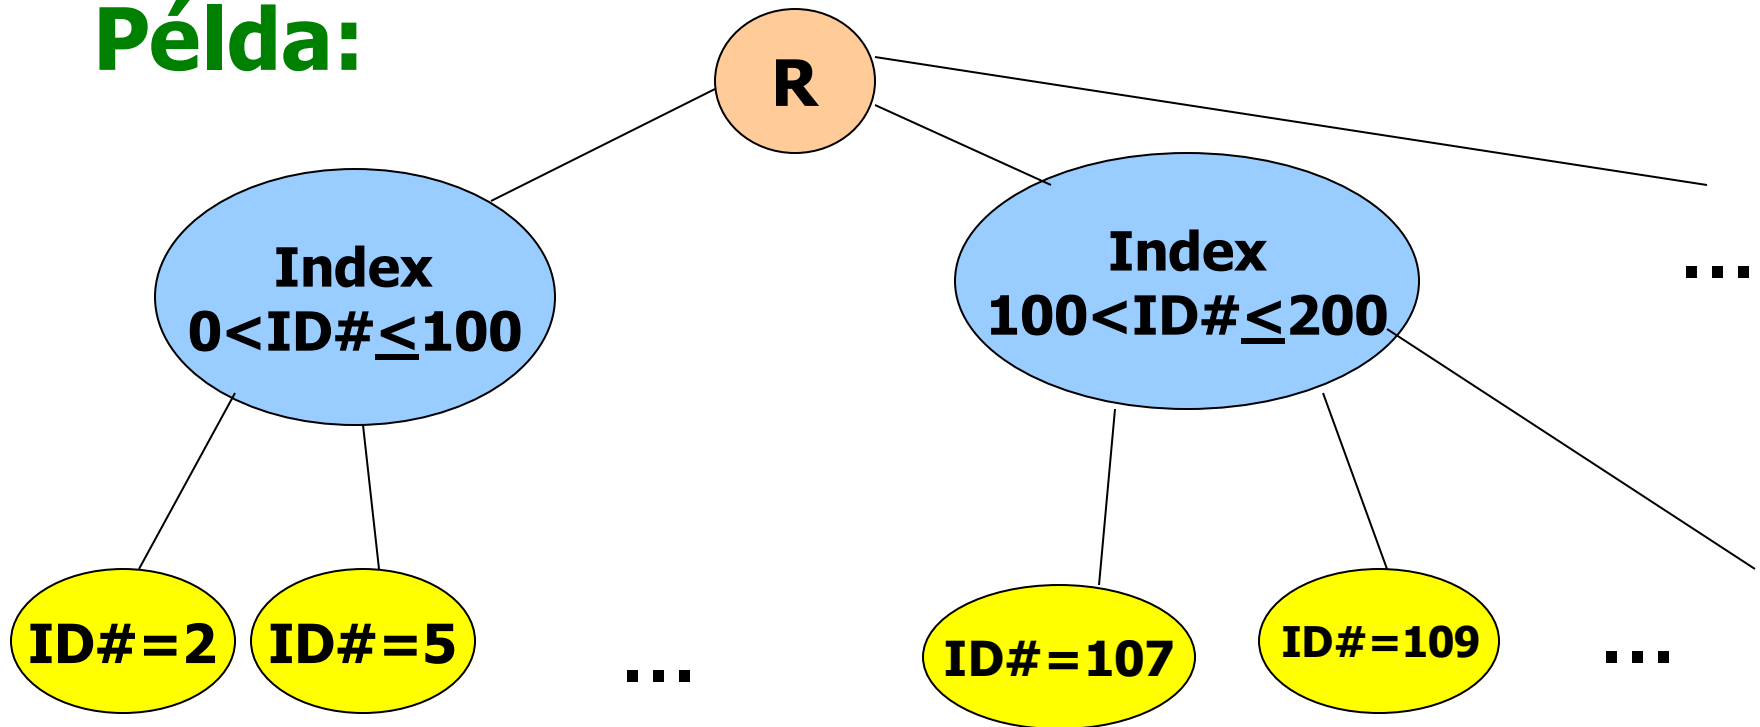 Példa:
R
Index
0<ID#≤100
Index
100<ID#≤200
...
ID#=2
ID#=5
...
ID#=107
ID#=109
...